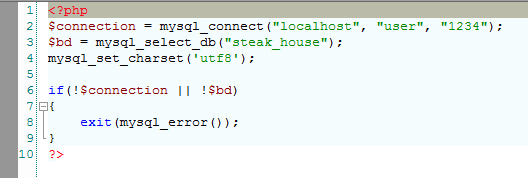 1 <?php
2 $connection = mysql_connect("localhost", "user", "1234");
3 $bd = mysql_select_db("steak_house");
4 mysql_set_charset('utf8');
5
6 if(!$connection || !$bd)
7 {
8     exit(mysql_error());
9 }
10 ?>